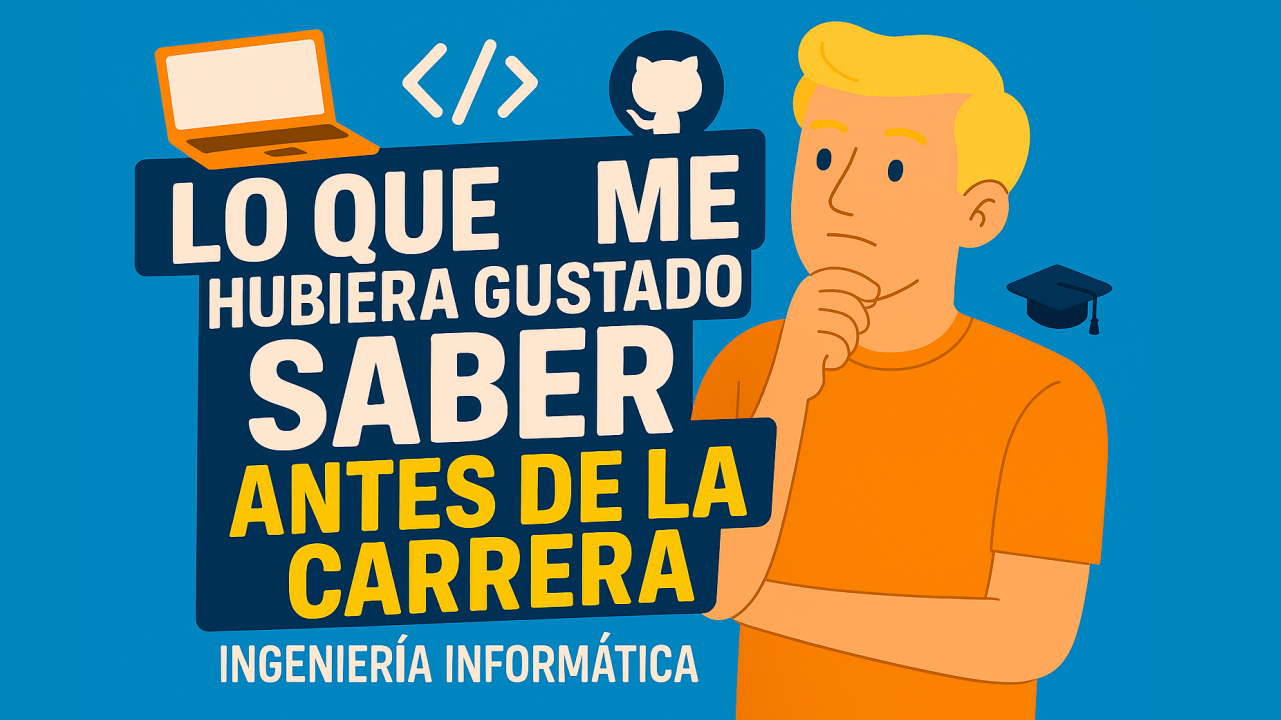 </>
LO QUE ME
HUBIERA GUSTADO
SABER
ANTES DE LA
CARRERA
INGENIERÍA INFORMÁTICA